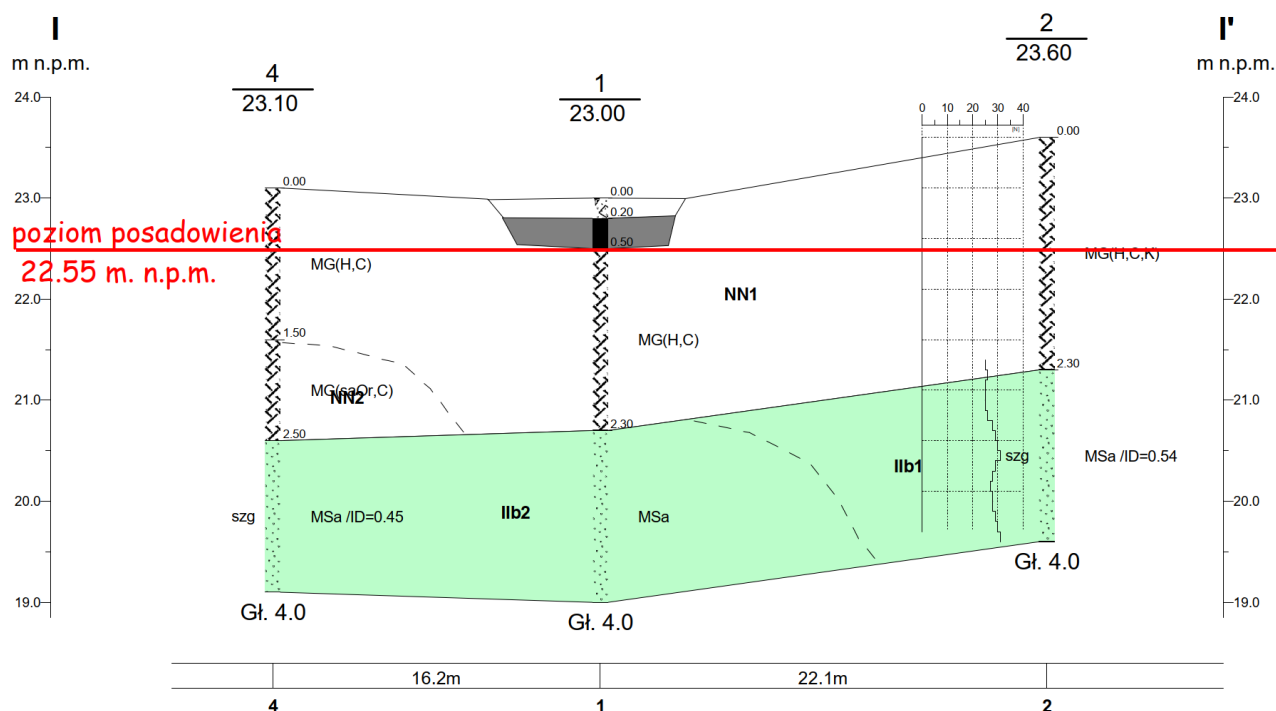 I
I'
m n.p.m.
m n.p.m.
4
23.10
1
23.00
2
23.60
24.0
24.0
0 10 20 30 40
[N]
0.00
0.00
0.00
23.0
23.0
0.20
0.50
poziom posadowienia
22.55 m. n.p.m.
MG(H,C)
MG(H,C,K)
NN1
22.0
22.0
1.50
MG(H,C)
2.30
MG(saOr,C)
NN2
21.0
21.0
2.50
2.30
IIb1
szg
MSa /ID=0.54
20.0
20.0
szg
MSa /ID=0.45
IIb2
MSa
19.0
19.0
Gł. 4.0
Gł. 4.0
Gł. 4.0
16.2m
22.1m
4
1
2